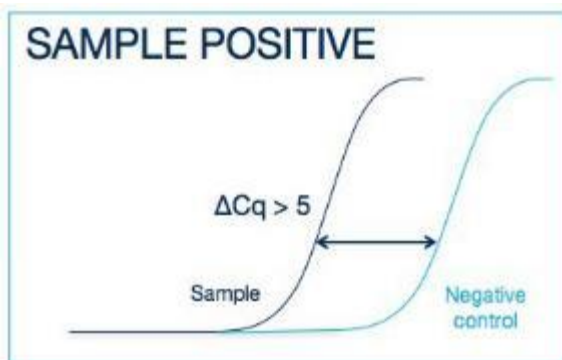 SAMPLE POSITIVE
ΔCq > 5
Sample
Negative
control